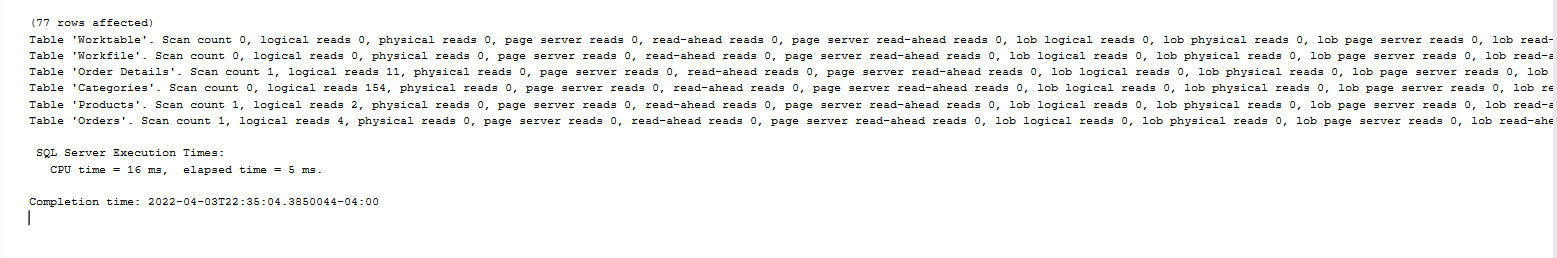 (77 rows affected)
Table 'Worktable'. Scan count 0, logical reads 0, physical reads 0, page server reads 0, read-ahead reads 0, page server read-ahead reads 0, lob logical reads 0, lob physical reads 0, lob page server reads 0, lob read-
Table 'Workfile'. Scan count 0, logical reads 0, physical reads 0, page server reads 0, read-ahead reads 0, page server read-ahead reads 0, lob logical reads 0, lob physical reads 0, lob page server reads 0, lob read-a
Table 'Order Details'. Scan count 1, logical reads 11, physical reads 0, page server reads 0, read-ahead reads 0, page server read-ahead reads 0, lob logical reads 0, lob physical reads 0, lob page server reads 0, lob
Table 'Categories'. Scan count 0, logical reads 154, physical reads 0, page server reads 0, read-ahead reads 0, page server read-ahead reads 0, lob logical reads 0, lob physical reads 0, lob page server reads 0, lob re
Table 'Products'. Scan count 1, logical reads 2, physical reads 0, page server reads 0, read-ahead reads 0, page server read-ahead reads 0, lob logical reads 0, lob physical reads 0, lob page server reads 0, lob read-a
Table 'Orders'. Scan count 1, logical reads 4, physical reads 0, page server reads 0, read-ahead reads 0, page server read-ahead reads 0, lob logical reads 0, lob physical reads 0, lob page server reads 0, lob read-ahe
SQL Server Execution Times:
CPU time = 16 ms, elapsed time = 5 ms.
Completion time: 2022-04-03T22:35:04.3850044-04:00